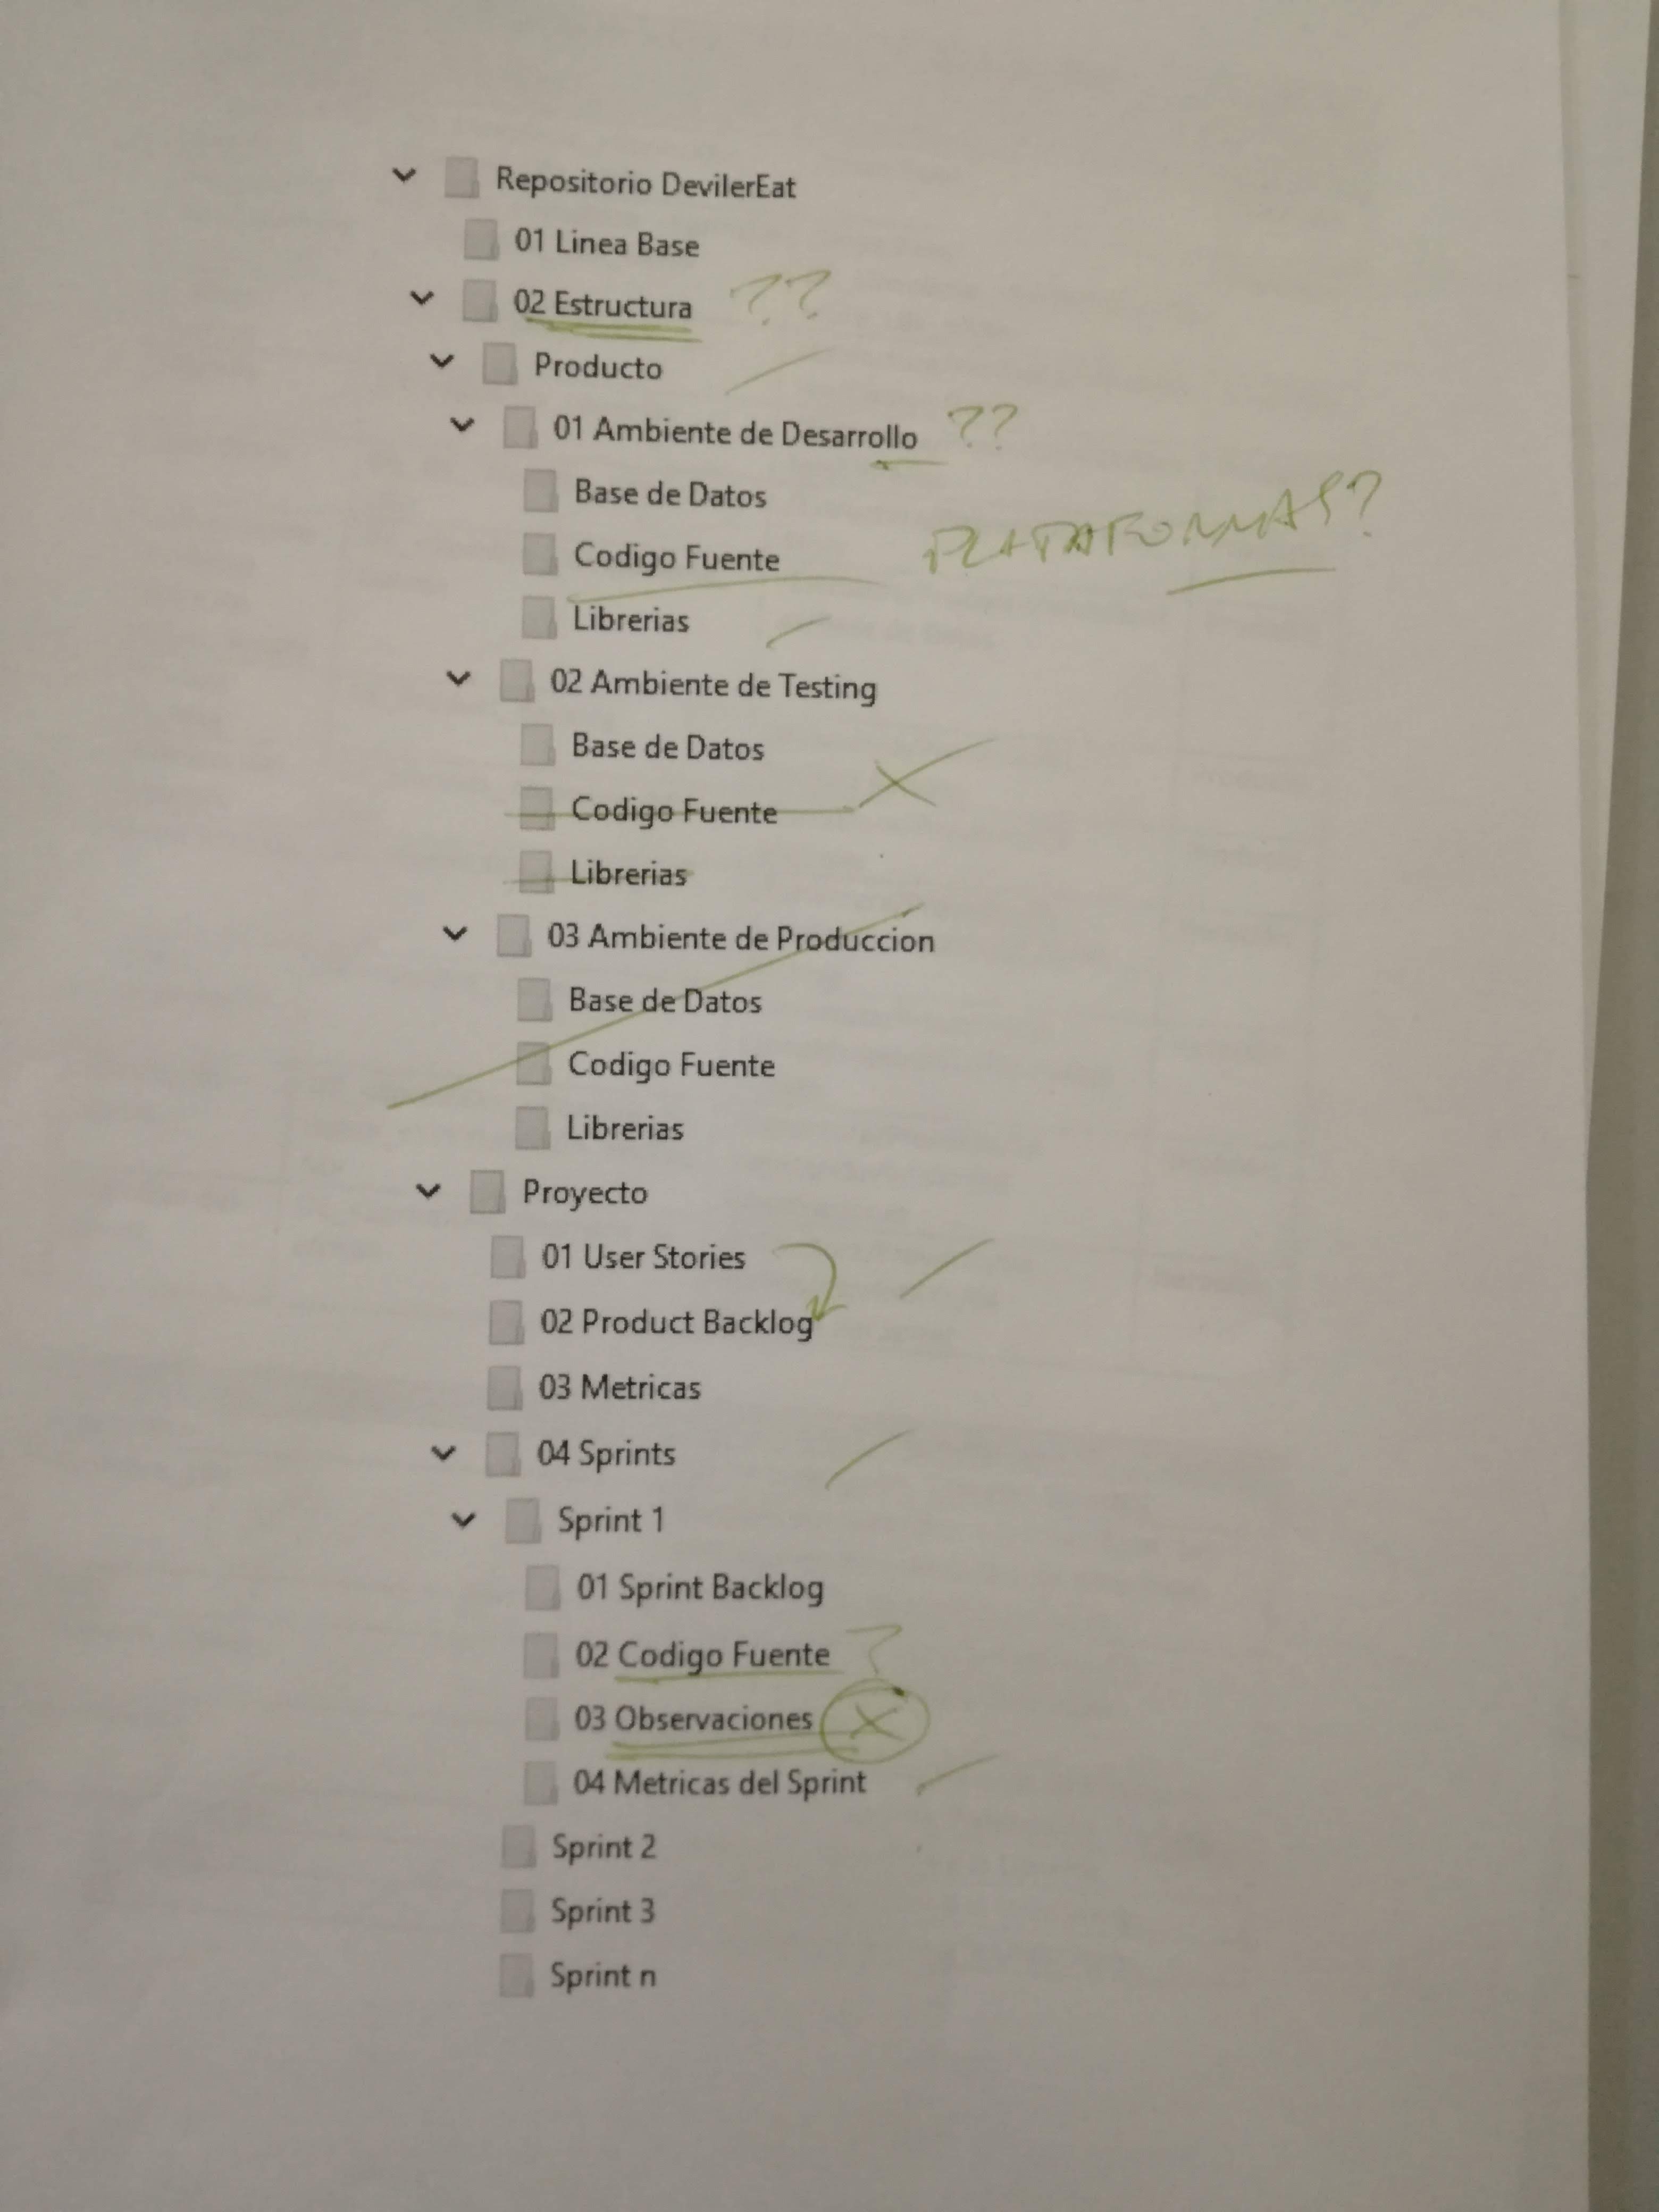 Repositorio DevilerEat
01 Linea Base
02 Estructura ??
Producto
01 Ambiente de Desarrollo ??
Base de Datos
PLATAFORMAS?
Codigo Fuente
Librerias
02 Ambiente de Testing
Base de Datos
Codigo Fuente
Librerias
03 Ambiente de Produccion
Base de Datos
Codigo Fuente
Librerias
Proyecto
01 User Stories
02 Product Backlog
03 Metricas
04 Sprints
Sprint 1
01 Sprint Backlog
02 Codigo Fuente ?
03 Observaciones X
04 Metricas del Sprint
Sprint 2
Sprint 3
Sprint n